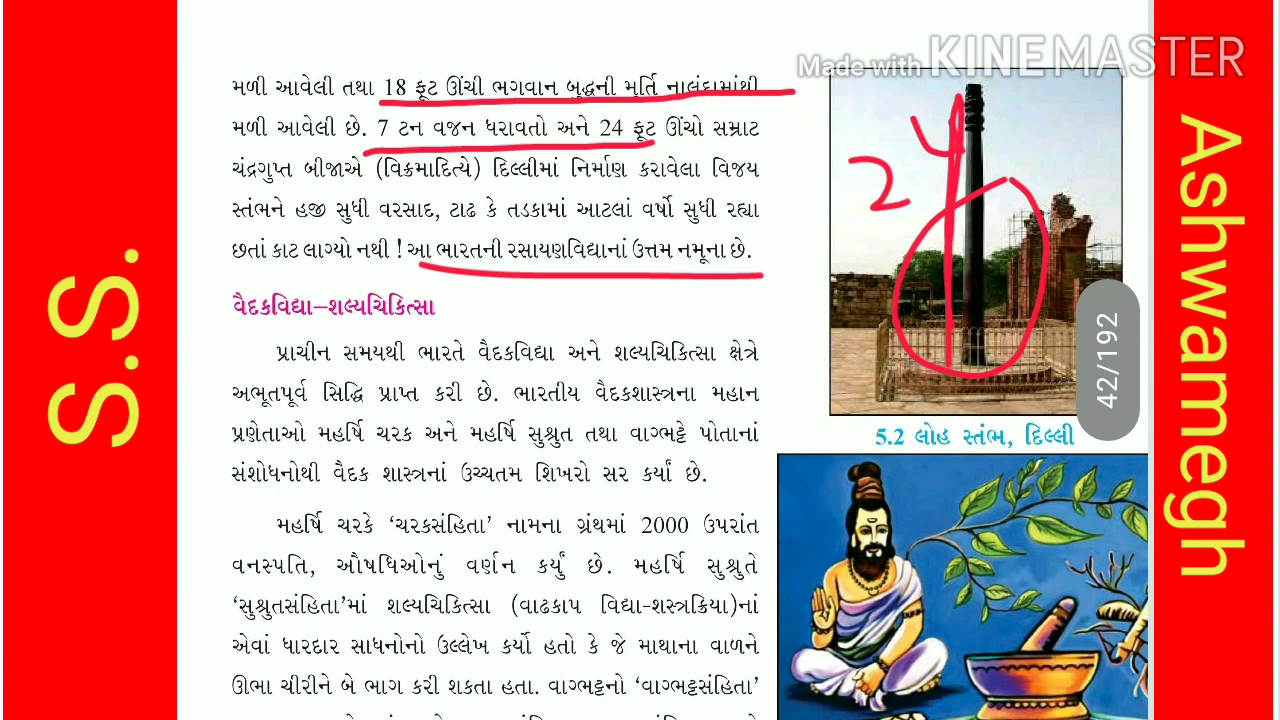 Made with KINEMASTER
S.S.
Ashwamegh
મળી આવેલી તથા 18 ફૂટ ઊંચી ભગવાન બુદ્ધની મૂર્તિ નાલંદામાંથી
મળી આવેલી છે. 7 ટન વજન ધરાવતો અને 24 ફૂટ ઊંચો સમ્રાટ
ચંદ્રગુપ્ત બીજાએ (વિક્રમાદિત્યે) દિલ્લીમાં નિર્માણ કરાવેલા વિજય
સ્તંભને હજી સુધી વરસાદ, ટાઢ કે તડકામાં આટલાં વર્ષો સુધી રહ્યા
છતાં કાટ લાગ્યો નથી ! આ ભારતની રસાયણવિદ્યાનાં ઉત્તમ નમૂના છે.
વૈદકવિદ્યા–શલ્યચિકિત્સા
પ્રાચીન સમયથી ભારતે વૈદકવિદ્યા અને શલ્યચિકિત્સા ક્ષેત્રે
અભૂતપૂર્વ સિદ્ધિ પ્રાપ્ત કરી છે. ભારતીય વૈદકશાસ્ત્રના મહાન
પ્રણેતાઓ મહર્ષિ ચરક અને મહર્ષિ સુશ્રુત તથા વાગ્ભટ્ટે પોતાનાં
સંશોધનોથી વૈદક શાસ્ત્રનાં ઉચ્ચતમ શિખરો સર કર્યાં છે.
મહર્ષિ ચરકે ‘ચરકસંહિતા’ નામના ગ્રંથમાં 2000 ઉપરાંત
વનસ્પતિ, ઔષધિઓનું વર્ણન કર્યું છે. મહર્ષિ સુશ્રુતે
‘સુશ્રુતસંહિતા’માં શલ્યચિકિત્સા (વાઢકાપ વિદ્યા-શસ્ત્રક્રિયા)નાં
એવાં ધારદાર સાધનોનો ઉલ્લેખ કર્યો હતો કે જે માથાના વાળને
ઊભા ચીરીને બે ભાગ કરી શકતા હતા. વાગ્ભટ્ટનો ‘વાગ્ભટ્ટસંહિતા’
24
42/192
5.2 લોહ સ્તંભ, દિલ્લી